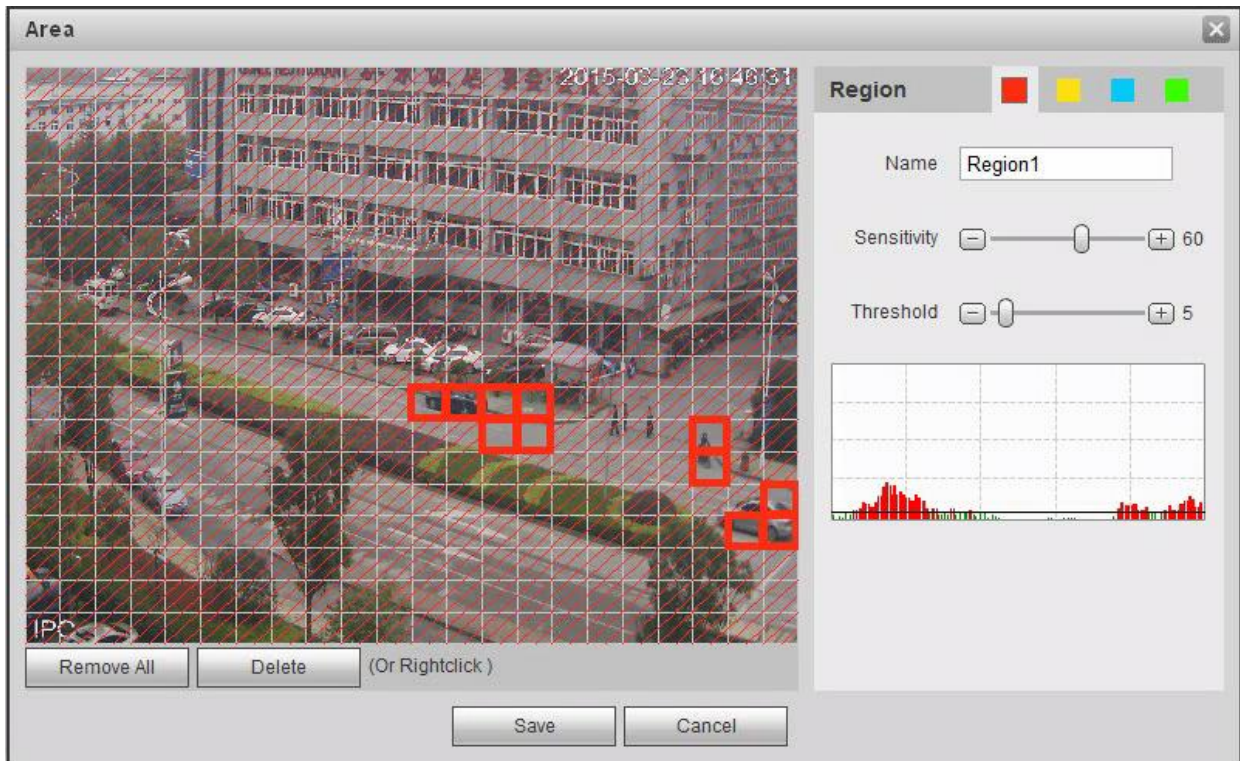 Area
2015-03-23 16:46:31
Region
Name Region1
Sensitivity 60
Threshold 5
IPC
Remove All Delete (Or Rightclick )
Save Cancel